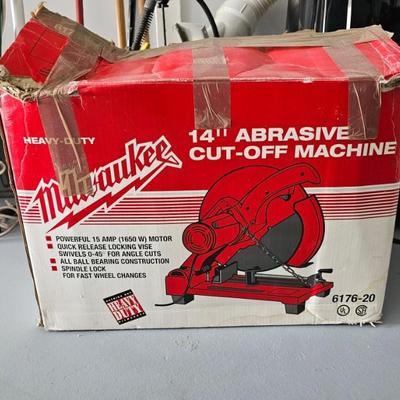 HEAVY-DUTY
Milwaukee
14" ABRASIVE
CUT-OFF MACHINE
POWERFUL 15 AMP (1650 W) MOTOR
QUICK RELEASE LOCKING VISE
SWIVELS 0-45° FOR ANGLE CUTS
ALL BALL BEARING CONSTRUCTION
SPINDLE LOCK
FOR FAST WHEEL CHANGES
HEAVY
DUTY
6176-20